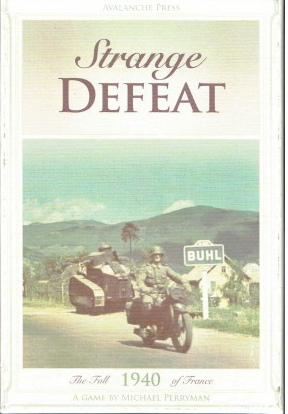 AVALANCHE PRESS
Strange
DEFEAT
BUHL
The Fall 1940 of France
A GAME BY MICHAEL PERRYMAN